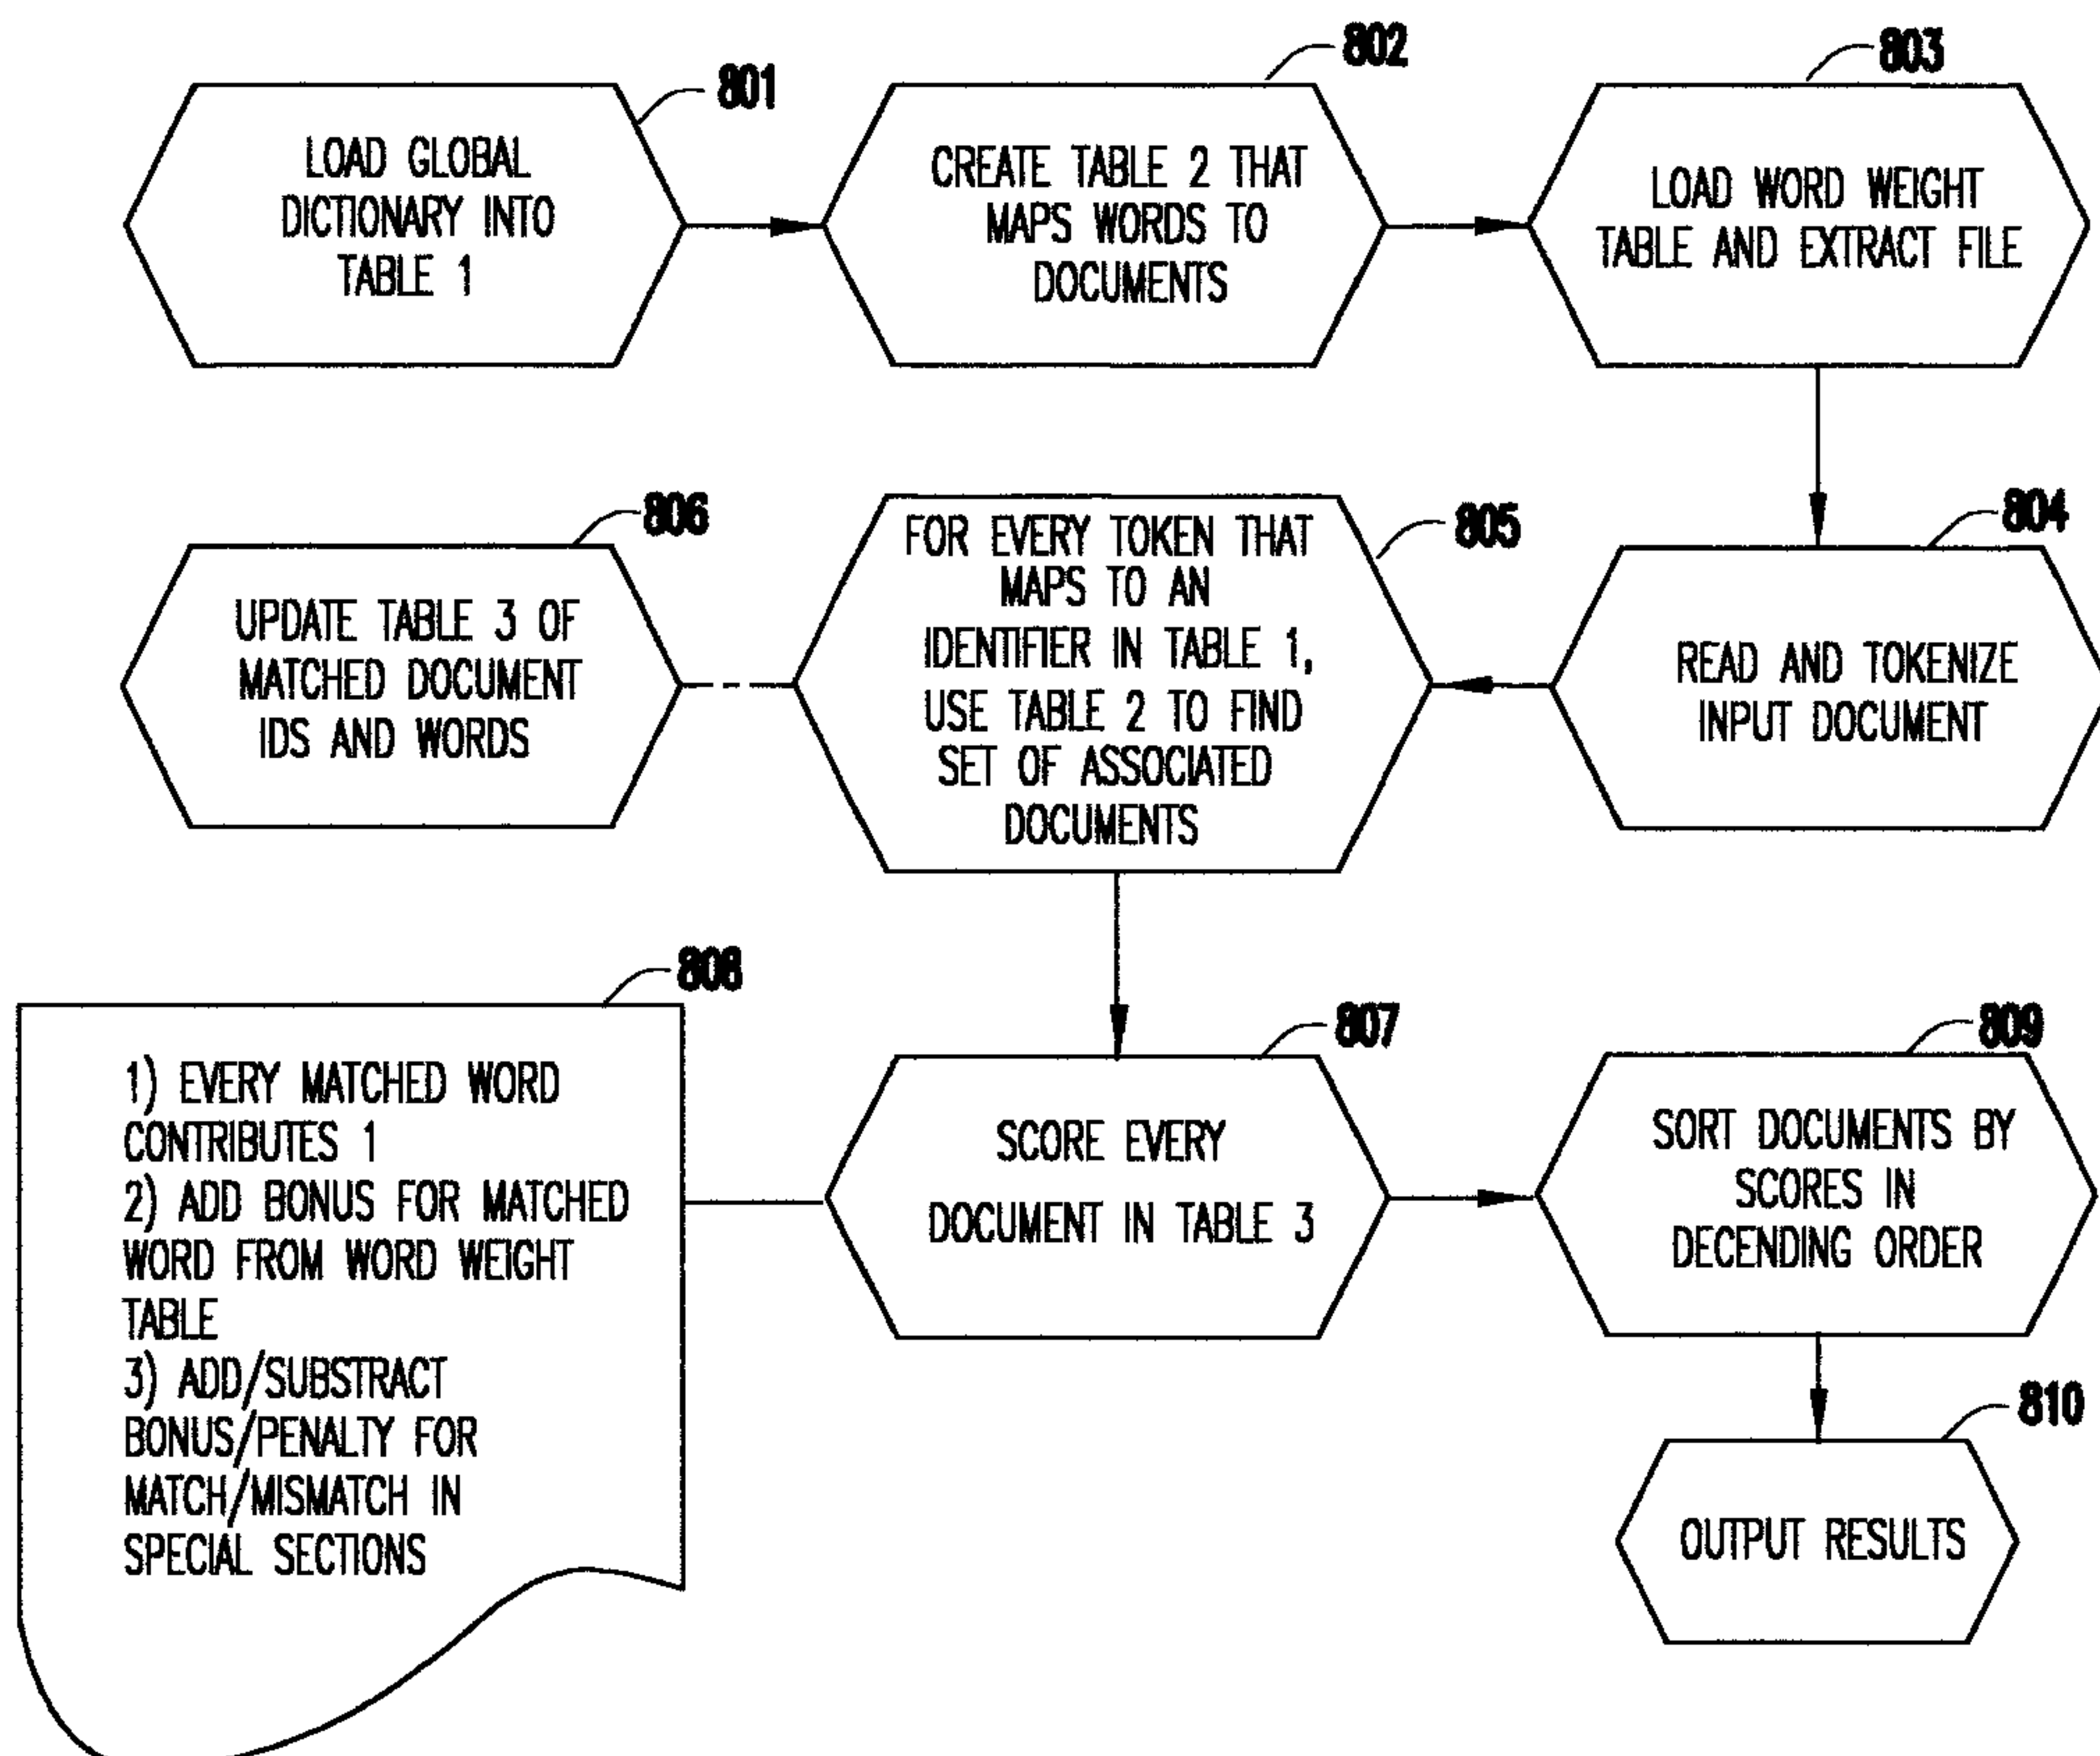 801
LOAD GLOBAL
DICTIONARY INTO
TABLE 1
802
CREATE TABLE 2 THAT
MAPS WORDS TO
DOCUMENTS
803
LOAD WORD WEIGHT
TABLE AND EXTRACT FILE
806
UPDATE TABLE 3 OF
MATCHED DOCUMENT
IDS AND WORDS
805
FOR EVERY TOKEN THAT
MAPS TO AN
IDENTIFIER IN TABLE 1,
USE TABLE 2 TO FIND
SET OF ASSOCIATED
DOCUMENTS
804
READ AND TOKENIZE
INPUT DOCUMENT
808
1) EVERY MATCHED WORD
CONTRIBUTES 1
2) ADD BONUS FOR MATCHED
WORD FROM WORD WEIGHT
TABLE
3) ADD/SUBSTRACT
BONUS/PENALTY FOR
MATCH/MISMATCH IN
SPECIAL SECTIONS
807
SCORE EVERY
DOCUMENT IN TABLE 3
809
SORT DOCUMENTS BY
SCORES IN
DECENDING ORDER
810
OUTPUT RESULTS